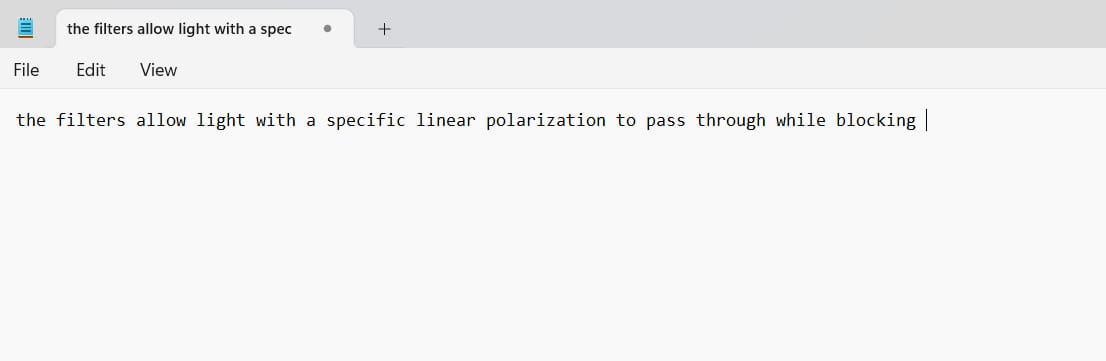 the filters allow light with a spec
File Edit View
the filters allow light with a specific linear polarization to pass through while blocking